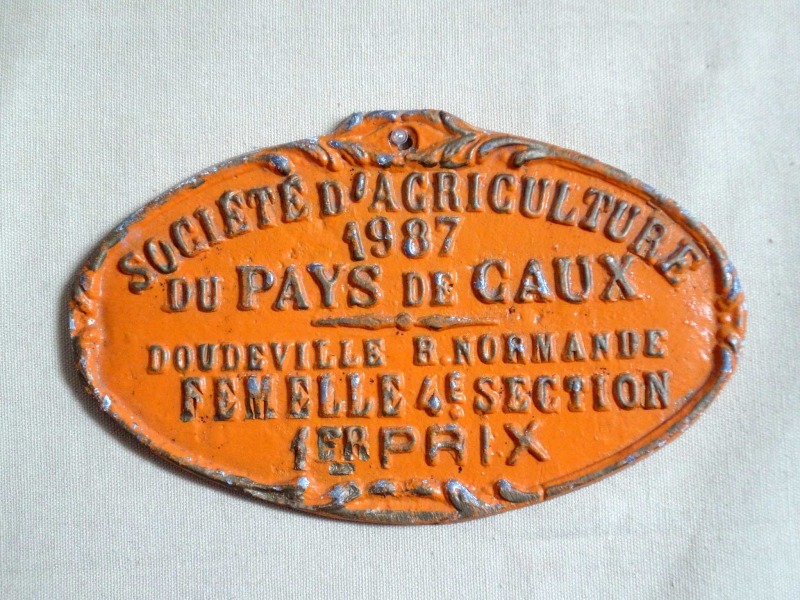 SOCIÉTÉ D'AGRICULTURE
1987
DU PAYS DE CAUX
DOUDEVILLE R. NORMANDE
FEMELLE 4E SECTION
1ER PRIX